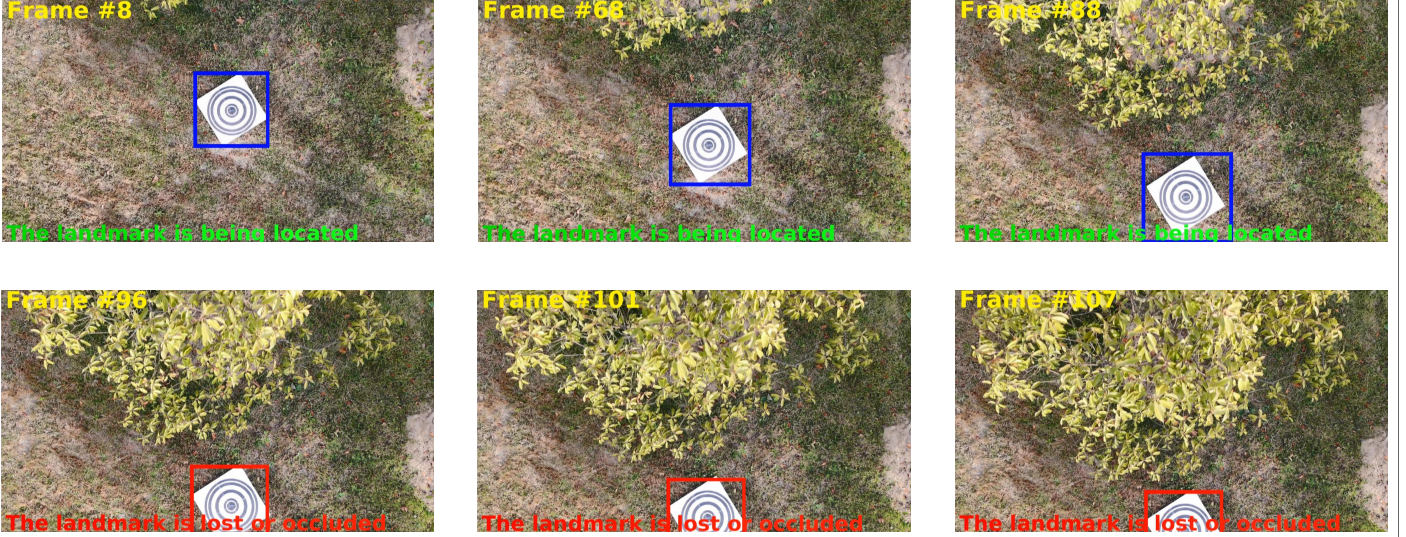 Frame #8
Frame #68
Frame #88
The landmark is being located
The landmark is being located
The landmark is being located
Frame #96
Frame #101
Frame #107
The landmark is lost or occluded
The landmark is lost or occluded
The landmark is lost or occluded